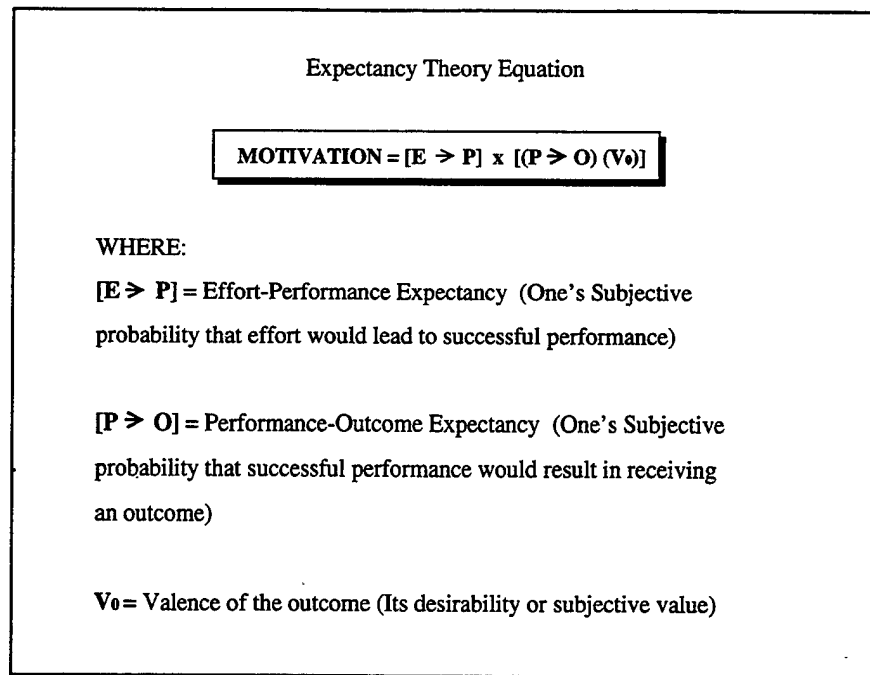 Expectancy Theory Equation
MOTIVATION = [E → P] x [(P → O) (Vo)]
WHERE:
[E → P] = Effort-Performance Expectancy (One's Subjective
probability that effort would lead to successful performance)
[P → O] = Performance-Outcome Expectancy (One's Subjective
probability that successful performance would result in receiving
an outcome)
Vo = Valence of the outcome (Its desirability or subjective value)